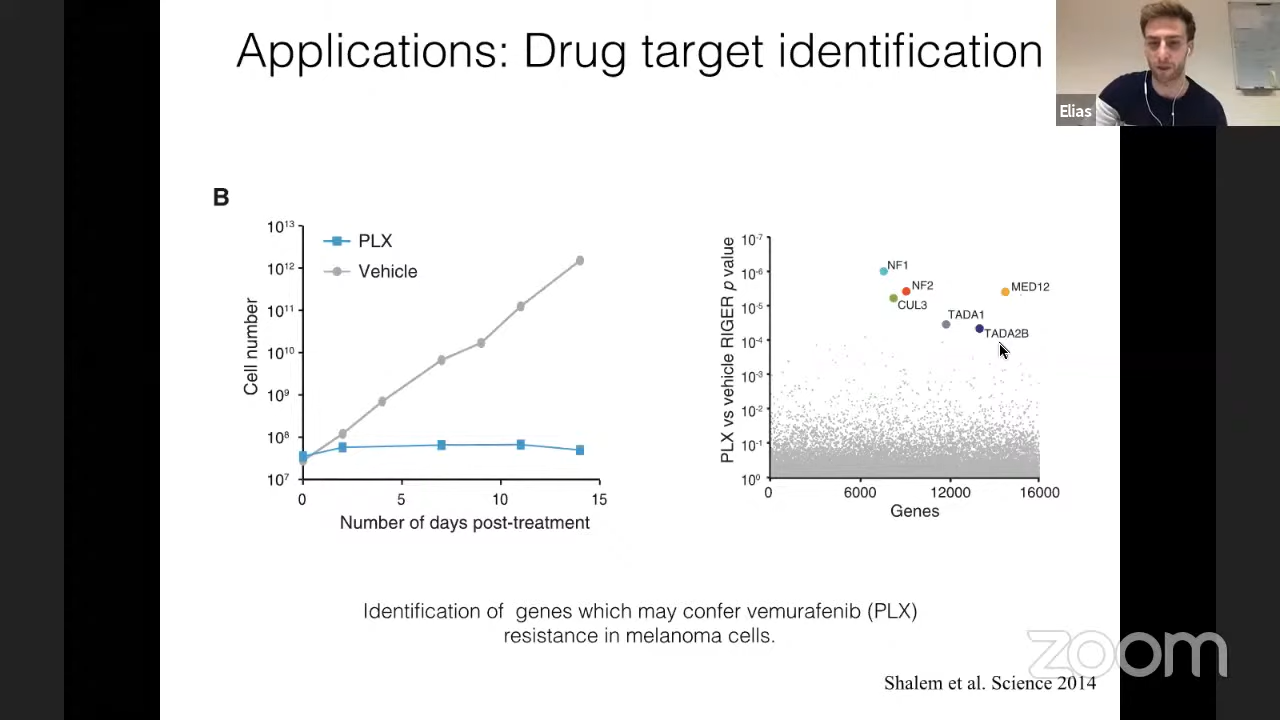 Applications: Drug target identification
Elias
B
10¹³
10¹²
10¹¹
10¹⁰
10⁹
10⁸
10⁷
Cell number
PLX
Vehicle
0
5
10
15
Number of days post-treatment
PLX vs vehicle RIGER p value
10⁻⁷
10⁻⁶
10⁻⁵
10⁻⁴
10⁻³
10⁻²
10⁻¹
10⁰
NF1
NF2
CUL3
MED12
TADA1
TADA2B
0
6000
12000
16000
Genes
Identification of genes which may confer vemurafenib (PLX)
resistance in melanoma cells.
zoom
Shalem et al. Science 2014